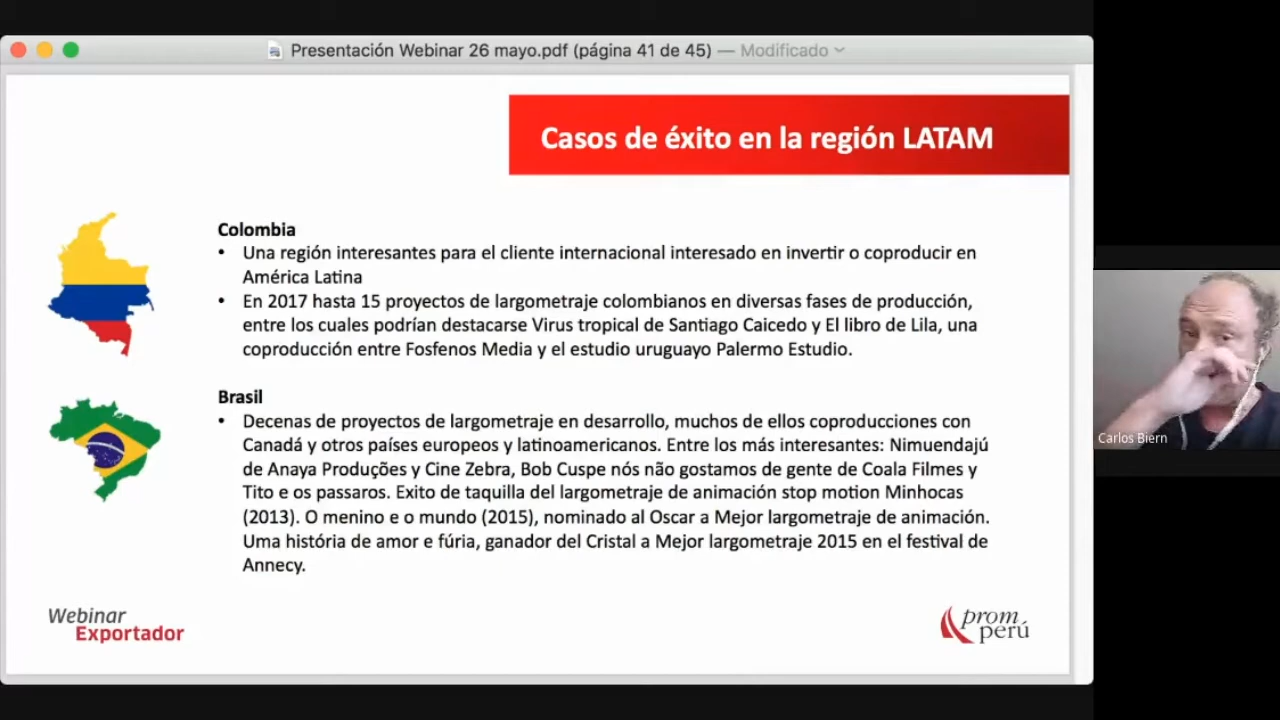 Presentación Webinar 26 mayo.pdf (página 41 de 45) — Modificado
Casos de éxito en la región LATAM
Colombia
• Una región interesantes para el cliente internacional interesado en invertir o coproducir en
América Latina
• En 2017 hasta 15 proyectos de largometraje colombianos en diversas fases de producción,
entre los cuales podrían destacarse Virus tropical de Santiago Caicedo y El libro de Lila, una
coproducción entre Fosfenos Media y el estudio uruguayo Palermo Estudio.
Carlos Biern
Brasil
• Decenas de proyectos de largometraje en desarrollo, muchos de ellos coproducciones con
Canadá y otros países europeos y latinoamericanos. Entre los más interesantes: Nimuendajú
de Anaya Produções y Cine Zebra, Bob Cuspe nós não gostamos de gente de Coala Filmes y
Tito e os passaros. Exito de taquilla del largometraje de animación stop motion Minhocas
(2013). O menino e o mundo (2015), nominado al Oscar a Mejor largometraje de animación.
Uma história de amor e fúria, ganador del Cristal a Mejor largometraje 2015 en el festival de
Annecy.
Webinar
Exportador
prom
perú